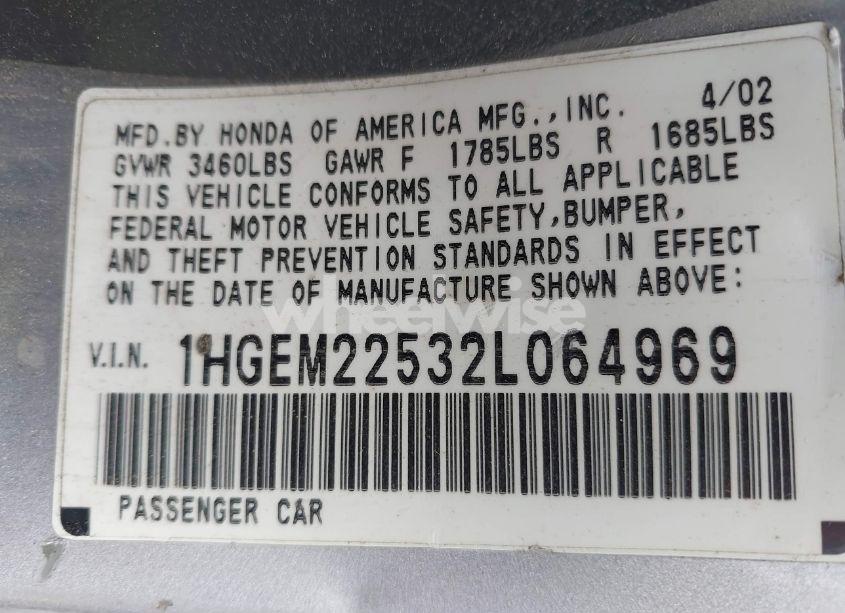 MFD.BY HONDA OF AMERICA MFG.,INC. 4/02
GVWR 3460LBS GAWR F 1785LBS R 1685LBS
THIS VEHICLE CONFORMS TO ALL APPLICABLE
FEDERAL MOTOR VEHICLE SAFETY,BUMPER,
AND THEFT PREVENTION STANDARDS IN EFFECT
ON THE DATE OF MANUFACTURE SHOWN ABOVE:
wheelwise
V.I.N. 1HGEM22532L064969
PASSENGER CAR